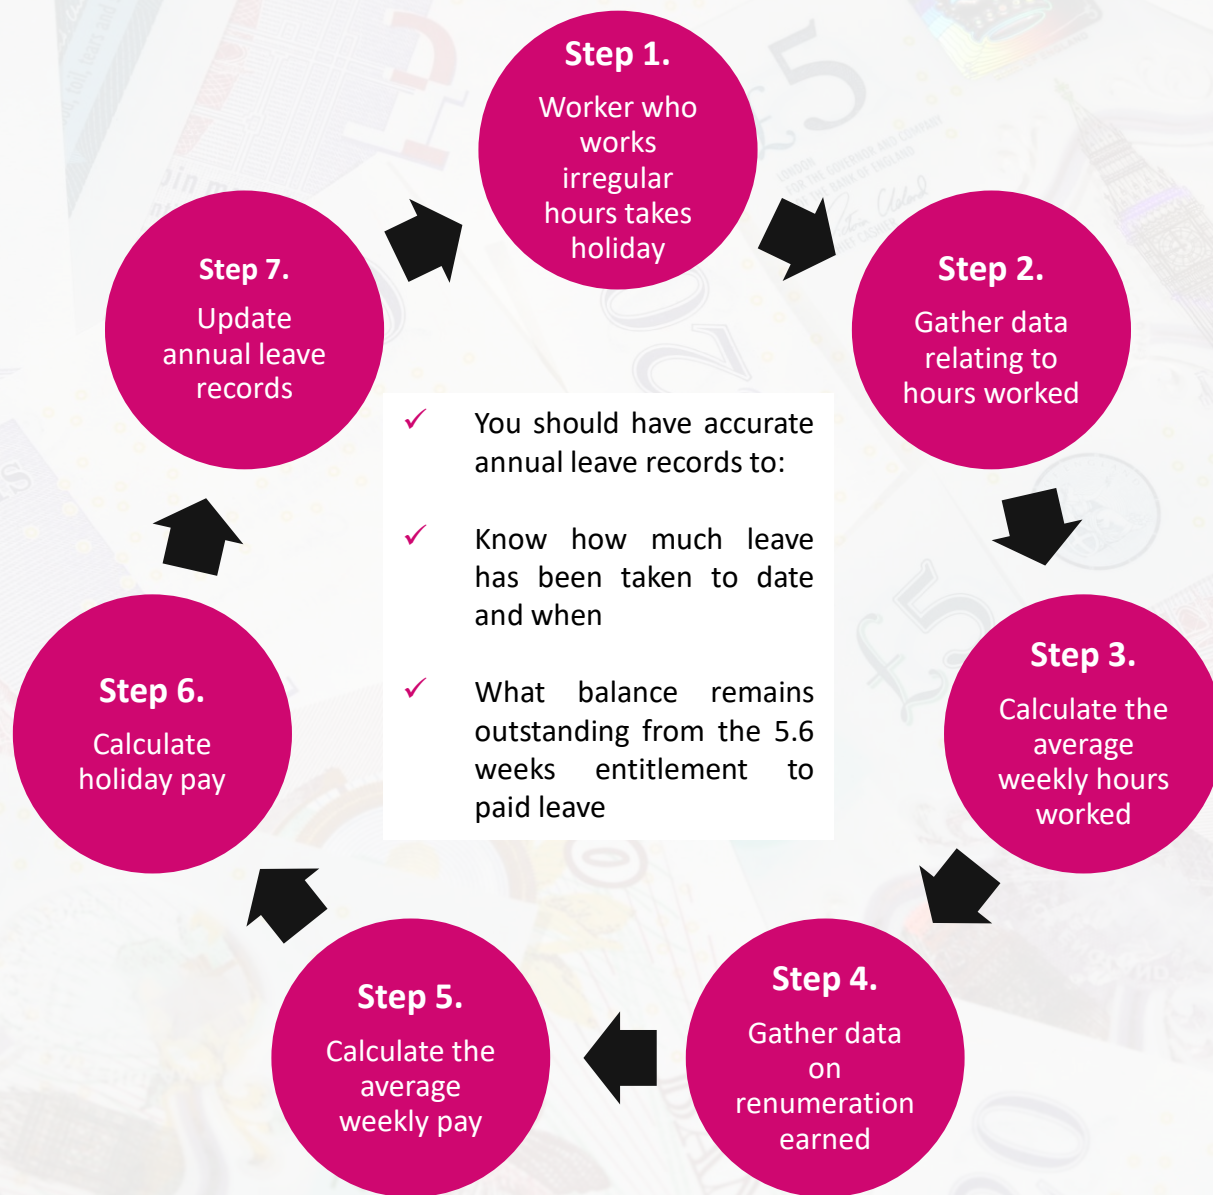 Step 1.
Worker who
works
irregular
hours takes
holiday
Step 2.
Gather data
relating to
hours worked
Step 3.
Calculate the
average
weekly hours
worked
Step 4.
Gather data
on
renumeration
earned
Step 5.
Calculate the
average
weekly pay
Step 6.
Calculate
holiday pay
Step 7.
Update
annual leave
records
✓ You should have accurate
annual leave records to:
✓ Know how much leave
has been taken to date
and when
✓ What balance remains
outstanding from the 5.6
weeks entitlement to
paid leave
£5
£5